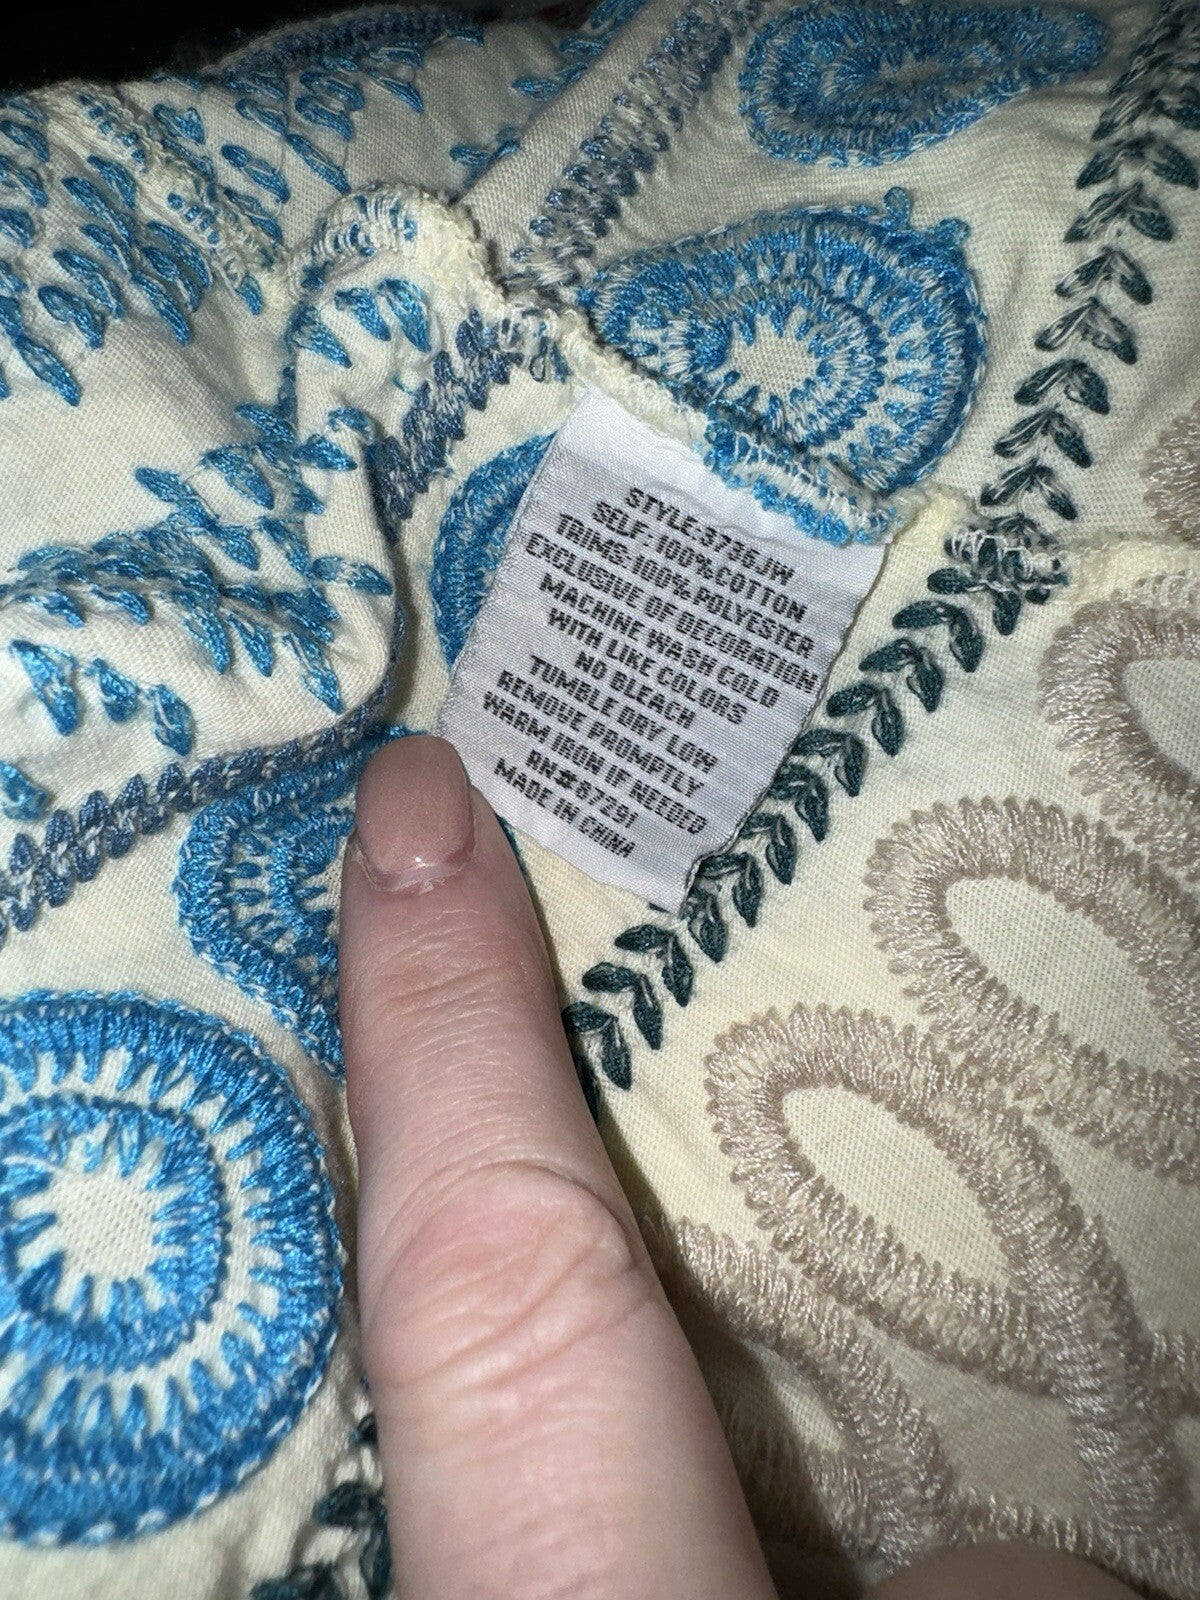 STYLE:3735JW
SELF:100%COTTON
TRIMS:100% POLYESTER
EXCLUSIVE OF DECORATION
MACHINE WASH COLD
WITH LIKE COLORS
NO BLEACH
TUMBLE DRY LOW
REMOVE PROMPTLY
WARM IRON IF NEEDED
RN#87291
MADE IN CHINA